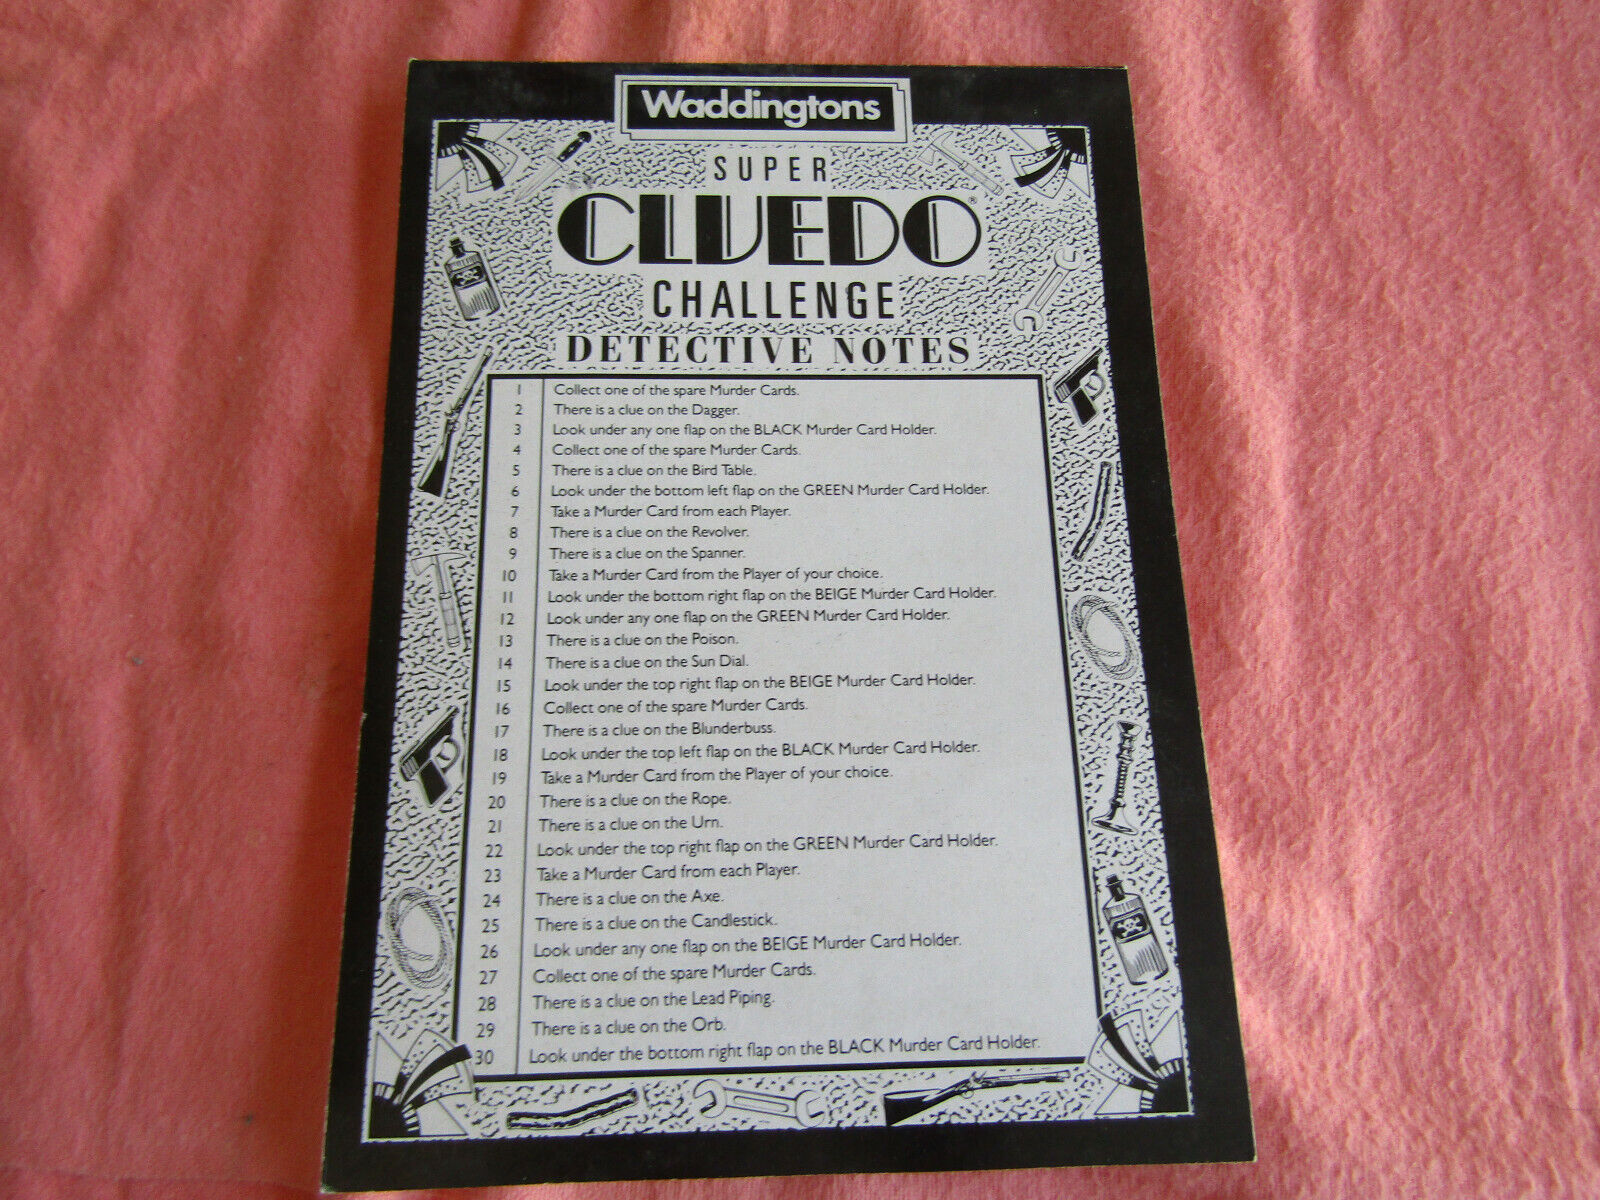 Waddingtons
SUPER
CLUEDO®
CHALLENGE
DETECTIVE NOTES
1 Collect one of the spare Murder Cards.
2 There is a clue on the Dagger.
3 Look under any one flap on the BLACK Murder Card Holder.
4 Collect one of the spare Murder Cards.
5 There is a clue on the Bird Table.
6 Look under the bottom left flap on the GREEN Murder Card Holder.
7 Take a Murder Card from each Player.
8 There is a clue on the Revolver.
9 There is a clue on the Spanner.
10 Take a Murder Card from the Player of your choice.
11 Look under the bottom right flap on the BEIGE Murder Card Holder.
12 Look under any one flap on the GREEN Murder Card Holder.
13 There is a clue on the Poison.
14 There is a clue on the Sun Dial.
15 Look under the top right flap on the BEIGE Murder Card Holder.
16 Collect one of the spare Murder Cards.
17 There is a clue on the Blunderbuss.
18 Look under the top left flap on the BLACK Murder Card Holder.
19 Take a Murder Card from the Player of your choice.
20 There is a clue on the Rope.
21 There is a clue on the Urn.
22 Look under the top right flap on the GREEN Murder Card Holder.
23 Take a Murder Card from each Player.
24 There is a clue on the Axe.
25 There is a clue on the Candlestick.
26 Look under any one flap on the BEIGE Murder Card Holder.
27 Collect one of the spare Murder Cards.
28 There is a clue on the Lead Piping.
29 There is a clue on the Orb.
30 Look under the bottom right flap on the BLACK Murder Card Holder.